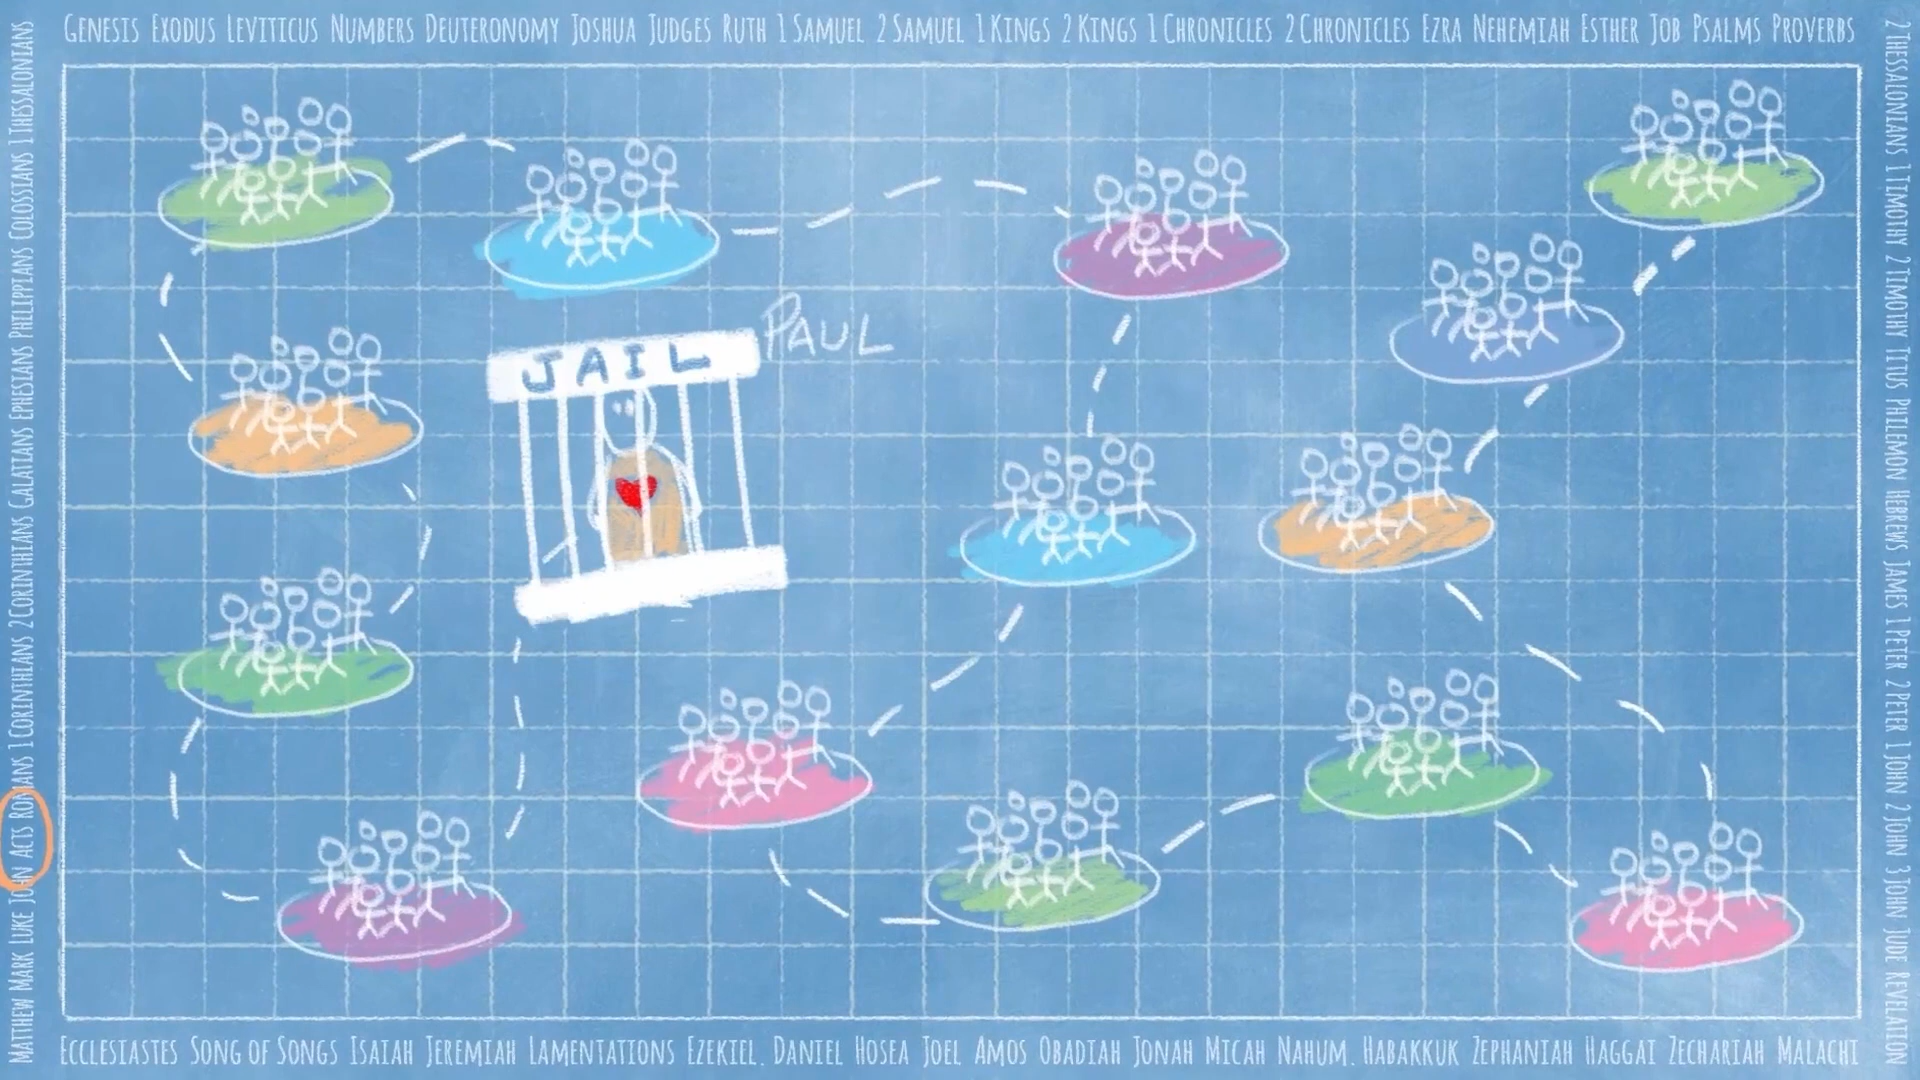 Genesis Exodus Leviticus Numbers Deuteronomy Joshua Judges Ruth 1 Samuel 2 Samuel 1 Kings 2 Kings 1 Chronicles 2 Chronicles Ezra Nehemiah Esther Job Psalms Proverbs
Matthew Mark Luke John Acts Romans 1 Corinthians 2 Corinthians Galatians Ephesians Philippians Colossians 1 Thessalonians
Paul
JAIL
2 Thessalonians 1 Timothy 2 Timothy Titus Philemon Hebrews James 1 Peter 2 Peter 1 John 2 John 3 John Jude Revelation
Ecclesiastes Song of Songs Isaiah Jeremiah Lamentations Ezekiel. Daniel Hosea Joel Amos Obadiah Jonah Micah Nahum. Habakkuk Zephaniah Haggai Zechariah Malachi